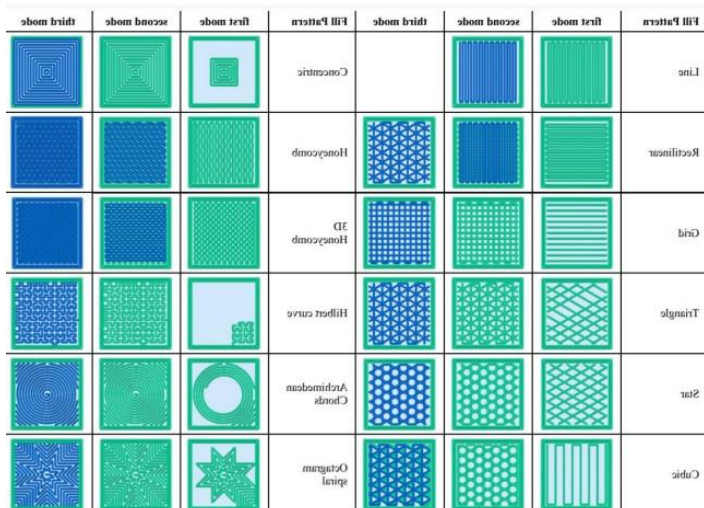 Fill Pattern first mode second mode third mode Fill Pattern first mode second mode third mode
Line
Concentric
Rectilinear
Honeycomb
Grid
3D
Honeycomb
Triangle
Hilbert curve
Star
Archimedean
Chords
Cubic
Octagram
spiral